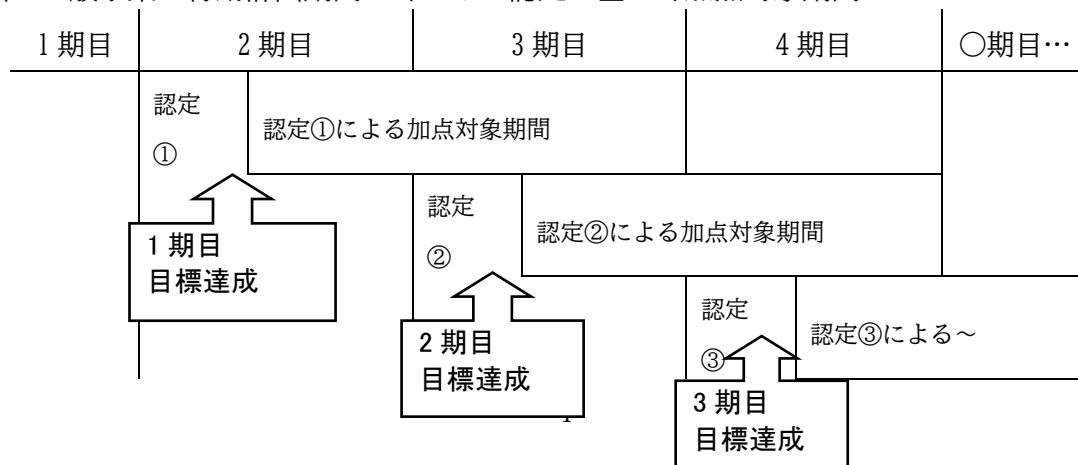 1期目 2期目 3期目 4期目 ○期目…
認定
①
認定①による加点対象期間
1期目
目標達成
認定
②
認定②による加点対象期間
2期目
目標達成
認定
③
認定③による～
3期目
目標達成